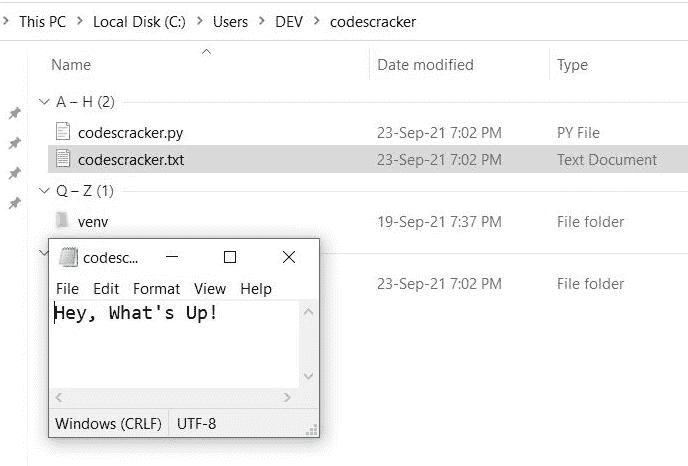 This PC > Local Disk (C:) > Users > DEV > codescracker
Name Date modified Type
A – H (2)
codescracker.py 23-Sep-21 7:02 PM PY File
codescracker.txt 23-Sep-21 7:02 PM Text Document
Q – Z (1)
venv 19-Sep-21 7:37 PM File folder
23-Sep-21 7:02 PM File folder
codesc...
File Edit Format View Help
Hey, What's Up!
Windows (CRLF) UTF-8